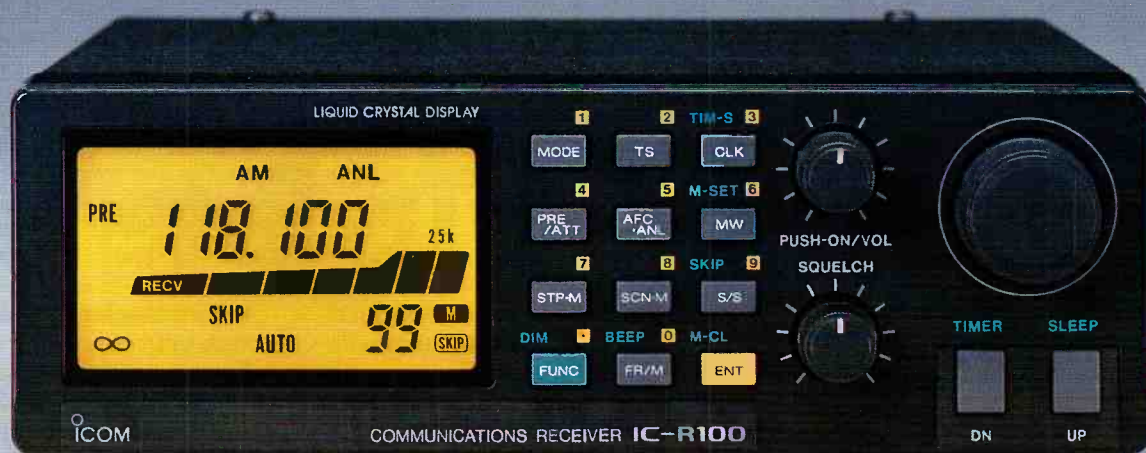 LIQUID CRYSTAL DISPLAY
AM ANL
PRE 118.100 25k
RECV
SKIP
∞ AUTO 99 M SKIP
1 2 TIM-S 3
MODE TS CLK
4 5 M-SET 6
PRE/ATT AFC·ANL MW
7 8 SKIP 9
STP-M SCN-M S/S
DIM · BEEP 0 M-CL
FUNC FR/M ENT
PUSH-ON/VOL
SQUELCH
TIMER SLEEP
DN UP
ICOM COMMUNICATIONS RECEIVER IC-R100